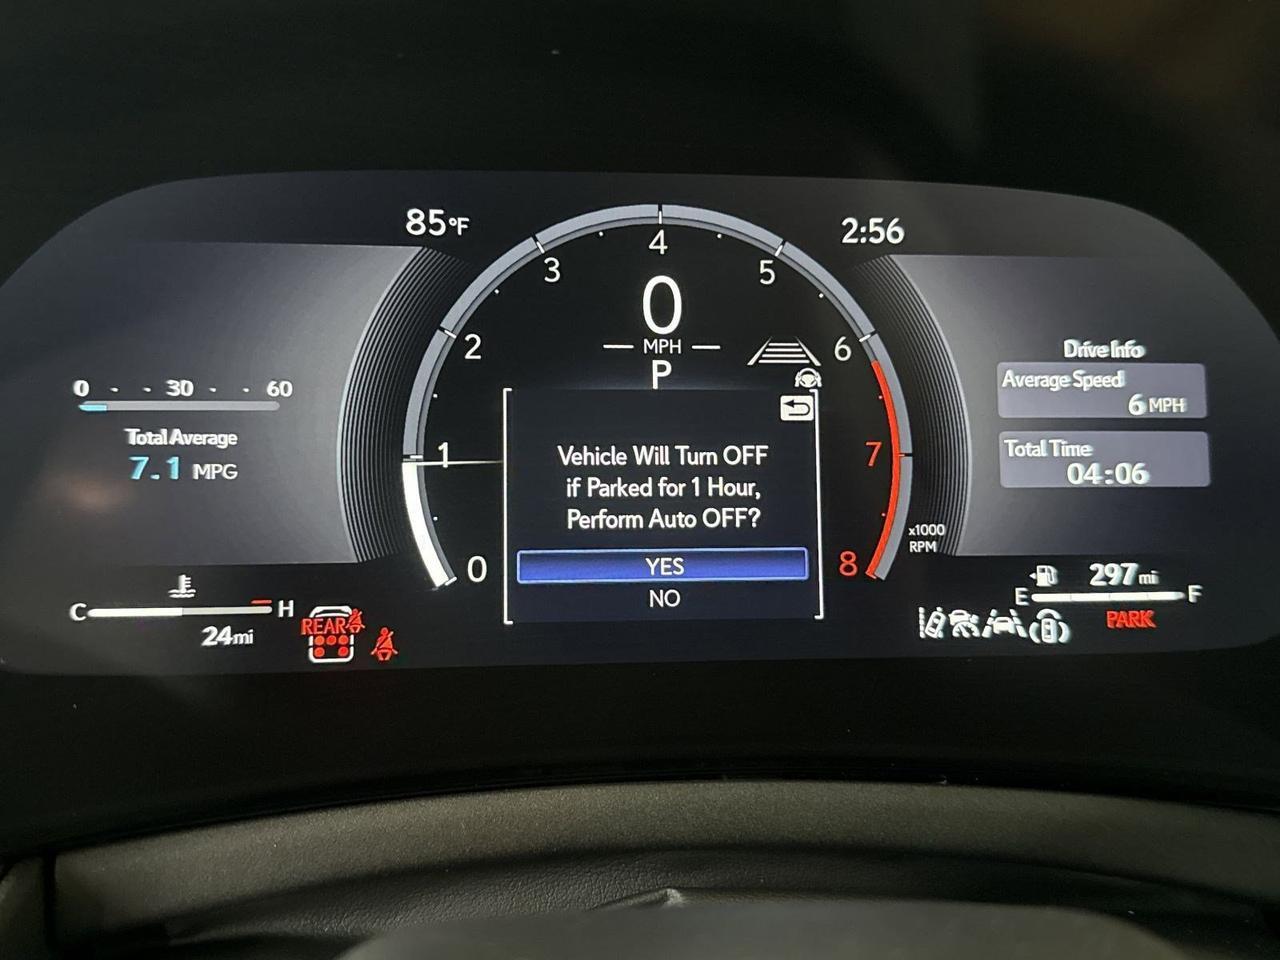 85°F
2:56
0 - - 30 - - 60
Total Average
7.1 MPG
0
1
2
3
4
5
6
7
8
x1000
RPM
0
MPH
P
Vehicle Will Turn OFF
if Parked for 1 Hour,
Perform Auto OFF?
YES
NO
Drive Info
Average Speed
6 MPH
Total Time
04:06
C H
24mi
REAR
297mi
E F
PARK